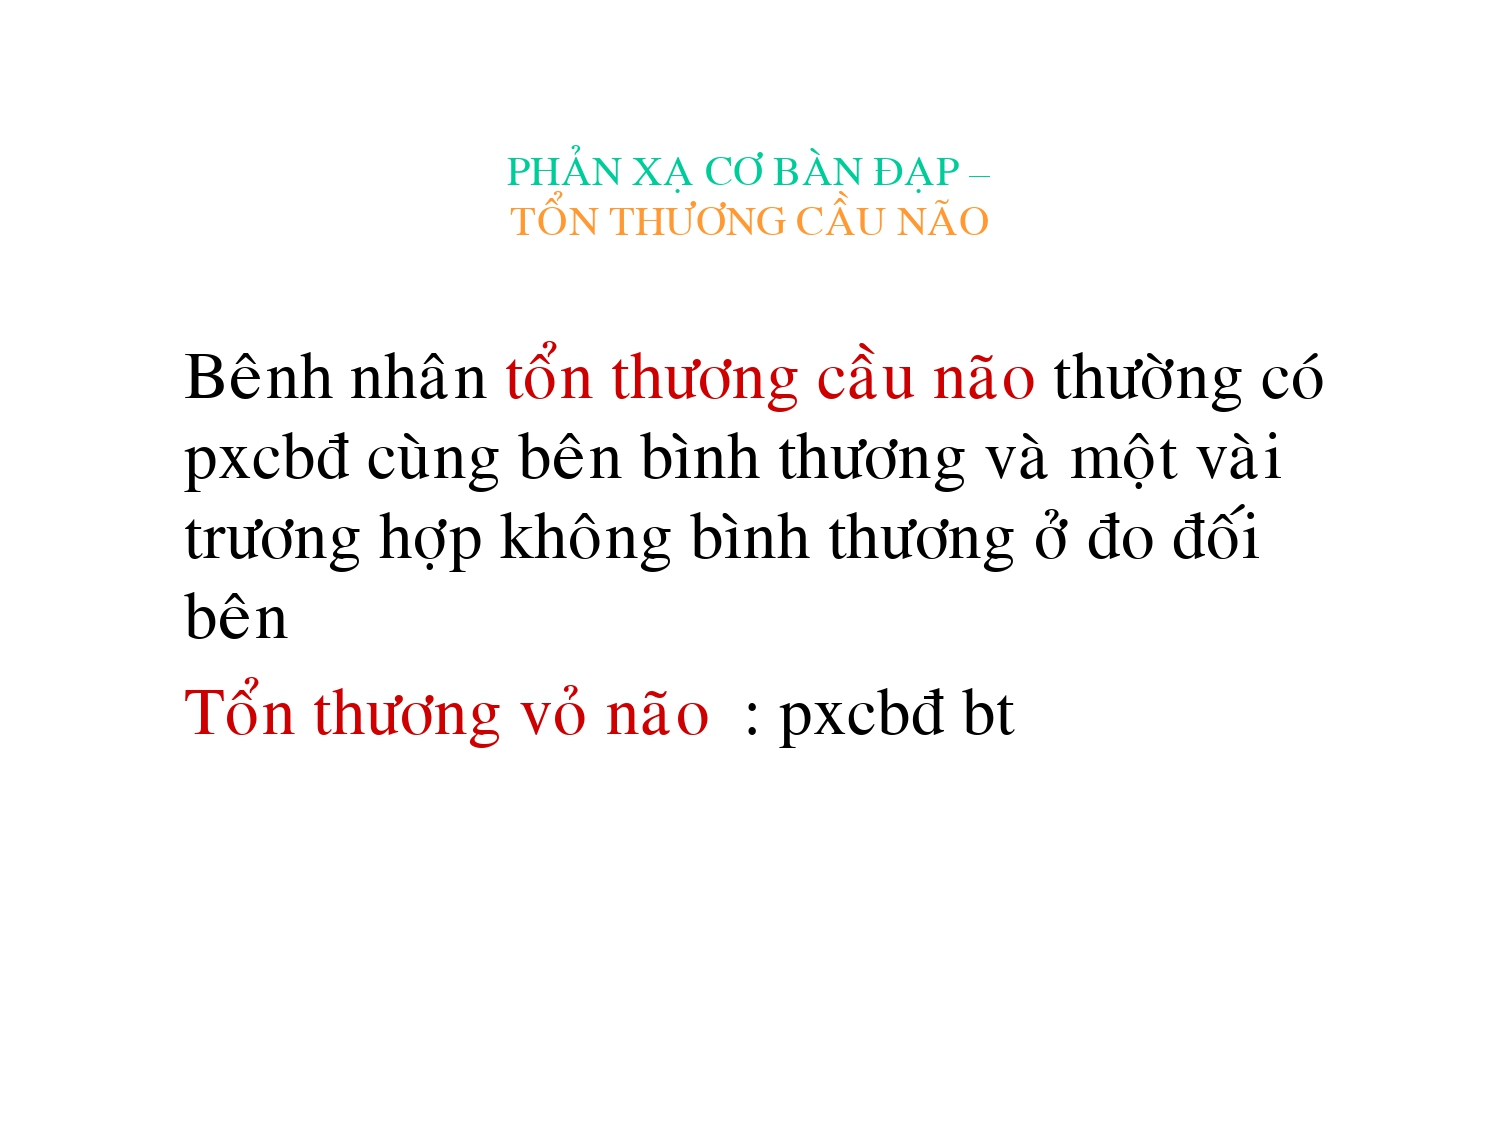 PHẢN XẠ CƠ BÀN ĐẠP –
TỔN THƯƠNG CẦU NÃO
Bênh nhân tổn thương cầu não thường có
pxcbđ cùng bên bình thương và một vài
trương hợp không bình thương ở đo đối
bên
Tổn thương vỏ não : pxcbđ bt